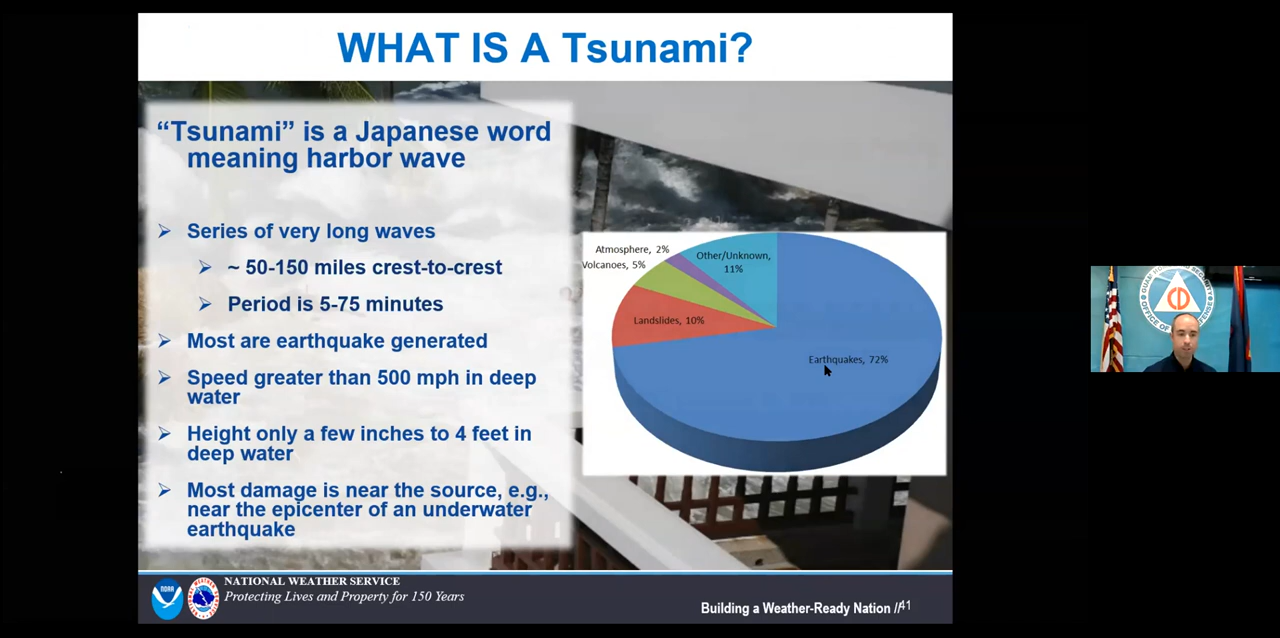 WHAT IS A Tsunami?
“Tsunami” is a Japanese word
meaning harbor wave
Series of very long waves
~ 50-150 miles crest-to-crest
Period is 5-75 minutes
Most are earthquake generated
Speed greater than 500 mph in deep
water
Height only a few inches to 4 feet in
deep water
Most damage is near the source, e.g.,
near the epicenter of an underwater
earthquake
Atmosphere, 2%
Volcanoes, 5%
Other/Unknown,
11%
Landslides, 10%
Earthquakes, 72%
NOAA
NATIONAL WEATHER SERVICE
Protecting Lives and Property for 150 Years
Building a Weather-Ready Nation // 41
CD